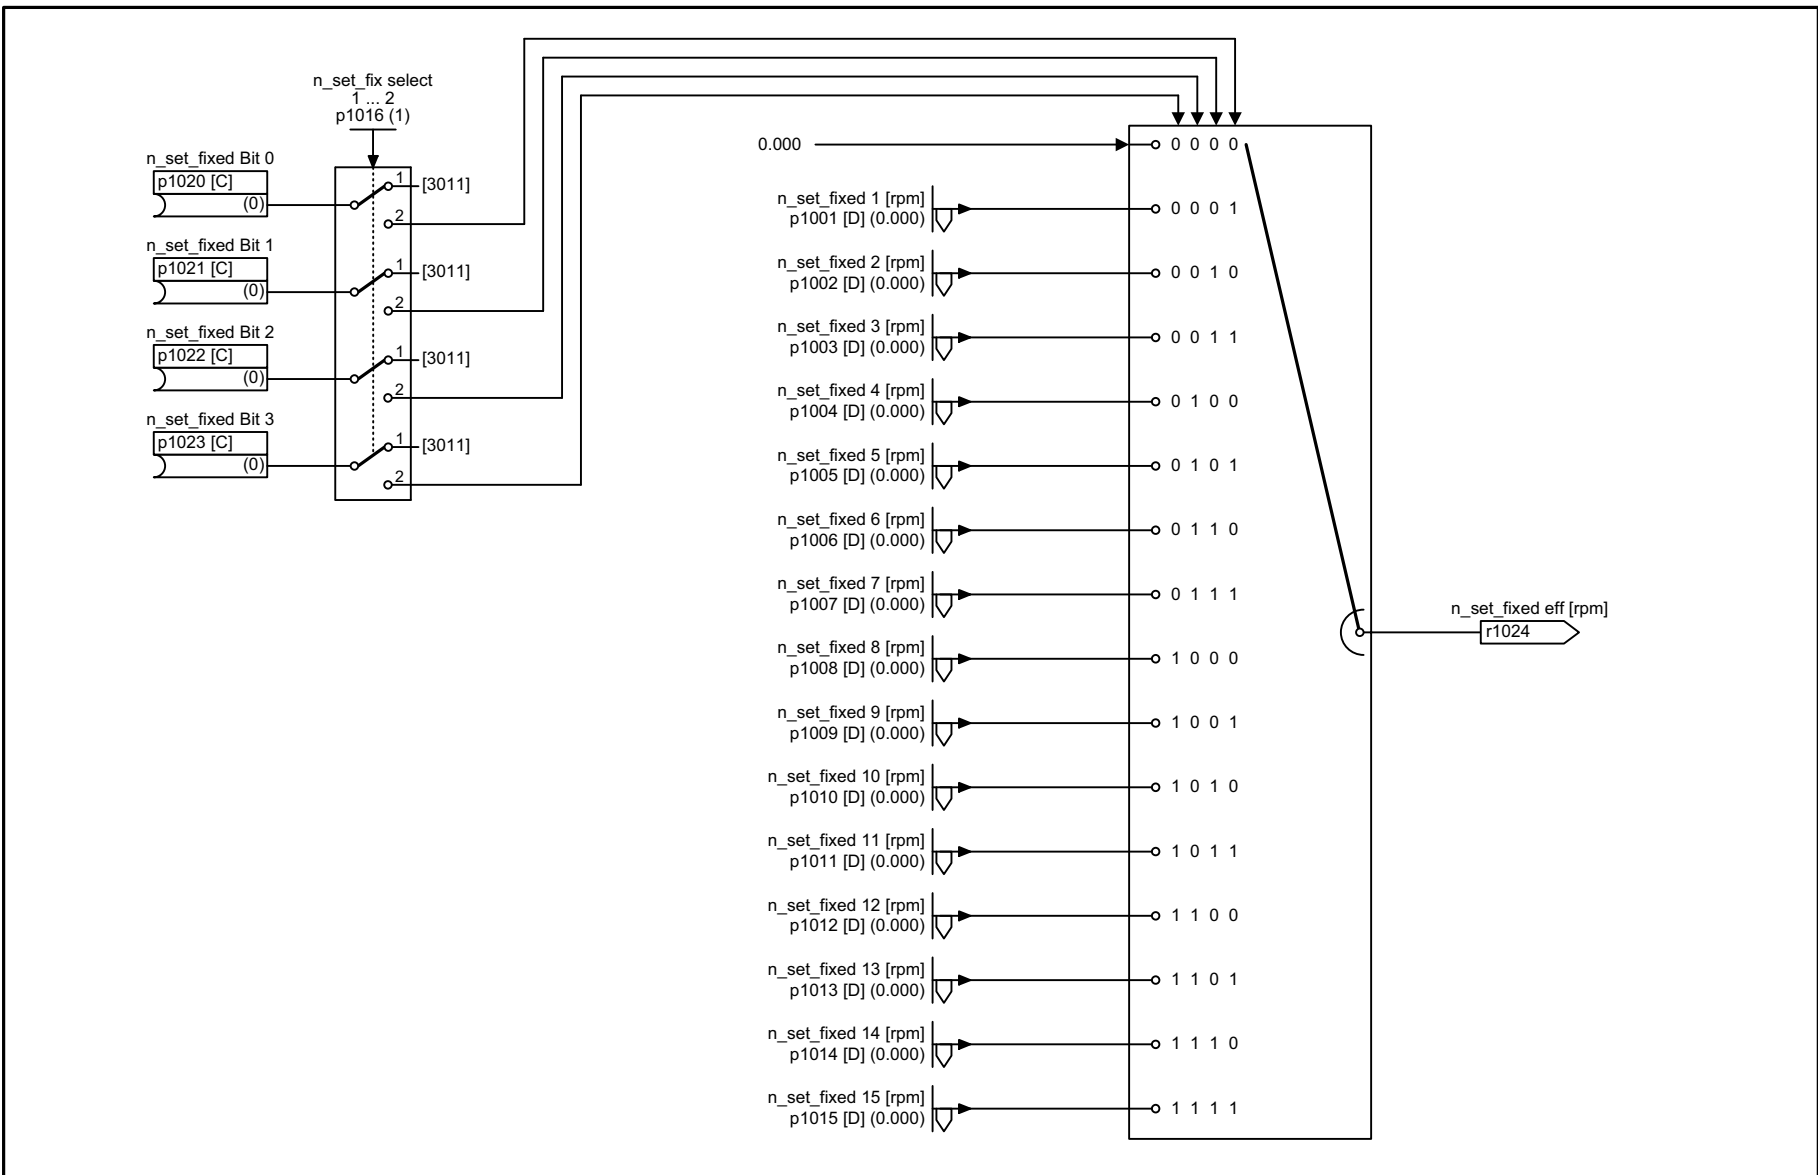 n_set_fix select
1 ... 2
p1016 (1)
n_set_fixed Bit 0
p1020 [C]
(0)
1
[3011]
2
n_set_fixed Bit 1
p1021 [C]
(0)
1
[3011]
2
n_set_fixed Bit 2
p1022 [C]
(0)
1
[3011]
2
n_set_fixed Bit 3
p1023 [C]
(0)
1
[3011]
2
0.000
0 0 0 0
n_set_fixed 1 [rpm]
p1001 [D] (0.000)
0 0 0 1
n_set_fixed 2 [rpm]
p1002 [D] (0.000)
0 0 1 0
n_set_fixed 3 [rpm]
p1003 [D] (0.000)
0 0 1 1
n_set_fixed 4 [rpm]
p1004 [D] (0.000)
0 1 0 0
n_set_fixed 5 [rpm]
p1005 [D] (0.000)
0 1 0 1
n_set_fixed 6 [rpm]
p1006 [D] (0.000)
0 1 1 0
n_set_fixed 7 [rpm]
p1007 [D] (0.000)
0 1 1 1
n_set_fixed 8 [rpm]
p1008 [D] (0.000)
1 0 0 0
n_set_fixed 9 [rpm]
p1009 [D] (0.000)
1 0 0 1
n_set_fixed 10 [rpm]
p1010 [D] (0.000)
1 0 1 0
n_set_fixed 11 [rpm]
p1011 [D] (0.000)
1 0 1 1
n_set_fixed 12 [rpm]
p1012 [D] (0.000)
1 1 0 0
n_set_fixed 13 [rpm]
p1013 [D] (0.000)
1 1 0 1
n_set_fixed 14 [rpm]
p1014 [D] (0.000)
1 1 1 0
n_set_fixed 15 [rpm]
p1015 [D] (0.000)
1 1 1 1
n_set_fixed eff [rpm]
r1024